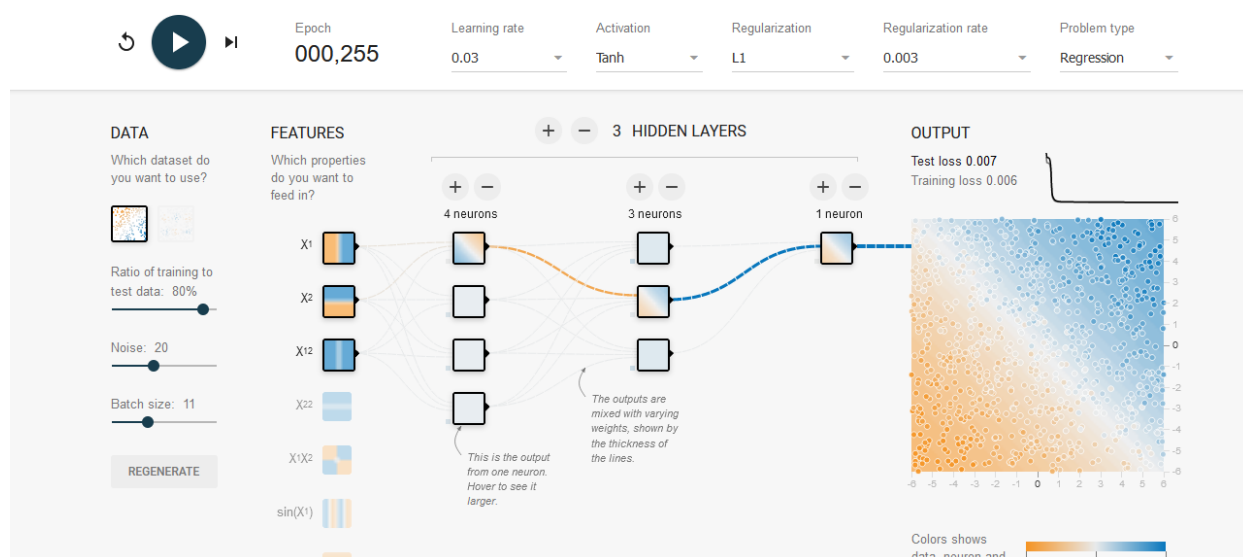 Epoch
000,255
Learning rate
0.03
Activation
Tanh
Regularization
L1
Regularization rate
0.003
Problem type
Regression
DATA
Which dataset do
you want to use?
Ratio of training to
test data: 80%
Noise: 20
Batch size: 11
REGENERATE
FEATURES
Which properties
do you want to
feed in?
X1
X2
X12
X22
X1X2
sin(X1)
+ − 3 HIDDEN LAYERS
+ −
4 neurons
+ −
3 neurons
+ −
1 neuron
This is the output
from one neuron.
Hover to see it
larger.
The outputs are
mixed with varying
weights, shown by
the thickness of
the lines.
OUTPUT
Test loss 0.007
Training loss 0.006
6
5
4
3
2
1
0
-1
-2
-3
-4
-5
-6
-6 -5 -4 -3 -2 -1 0 1 2 3 4 5 6
Colors shows
data, neuron and